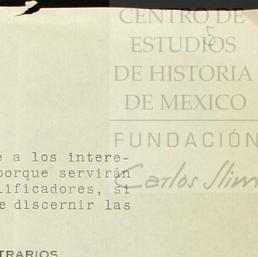 CENTRO DE
ESTUDIOS
DE HISTORIA
DE MEXICO
FUNDACIÓN
Carlos Slim
e a los intere-
porque servirán
lificadores, si
e discernir las
TRARIOS